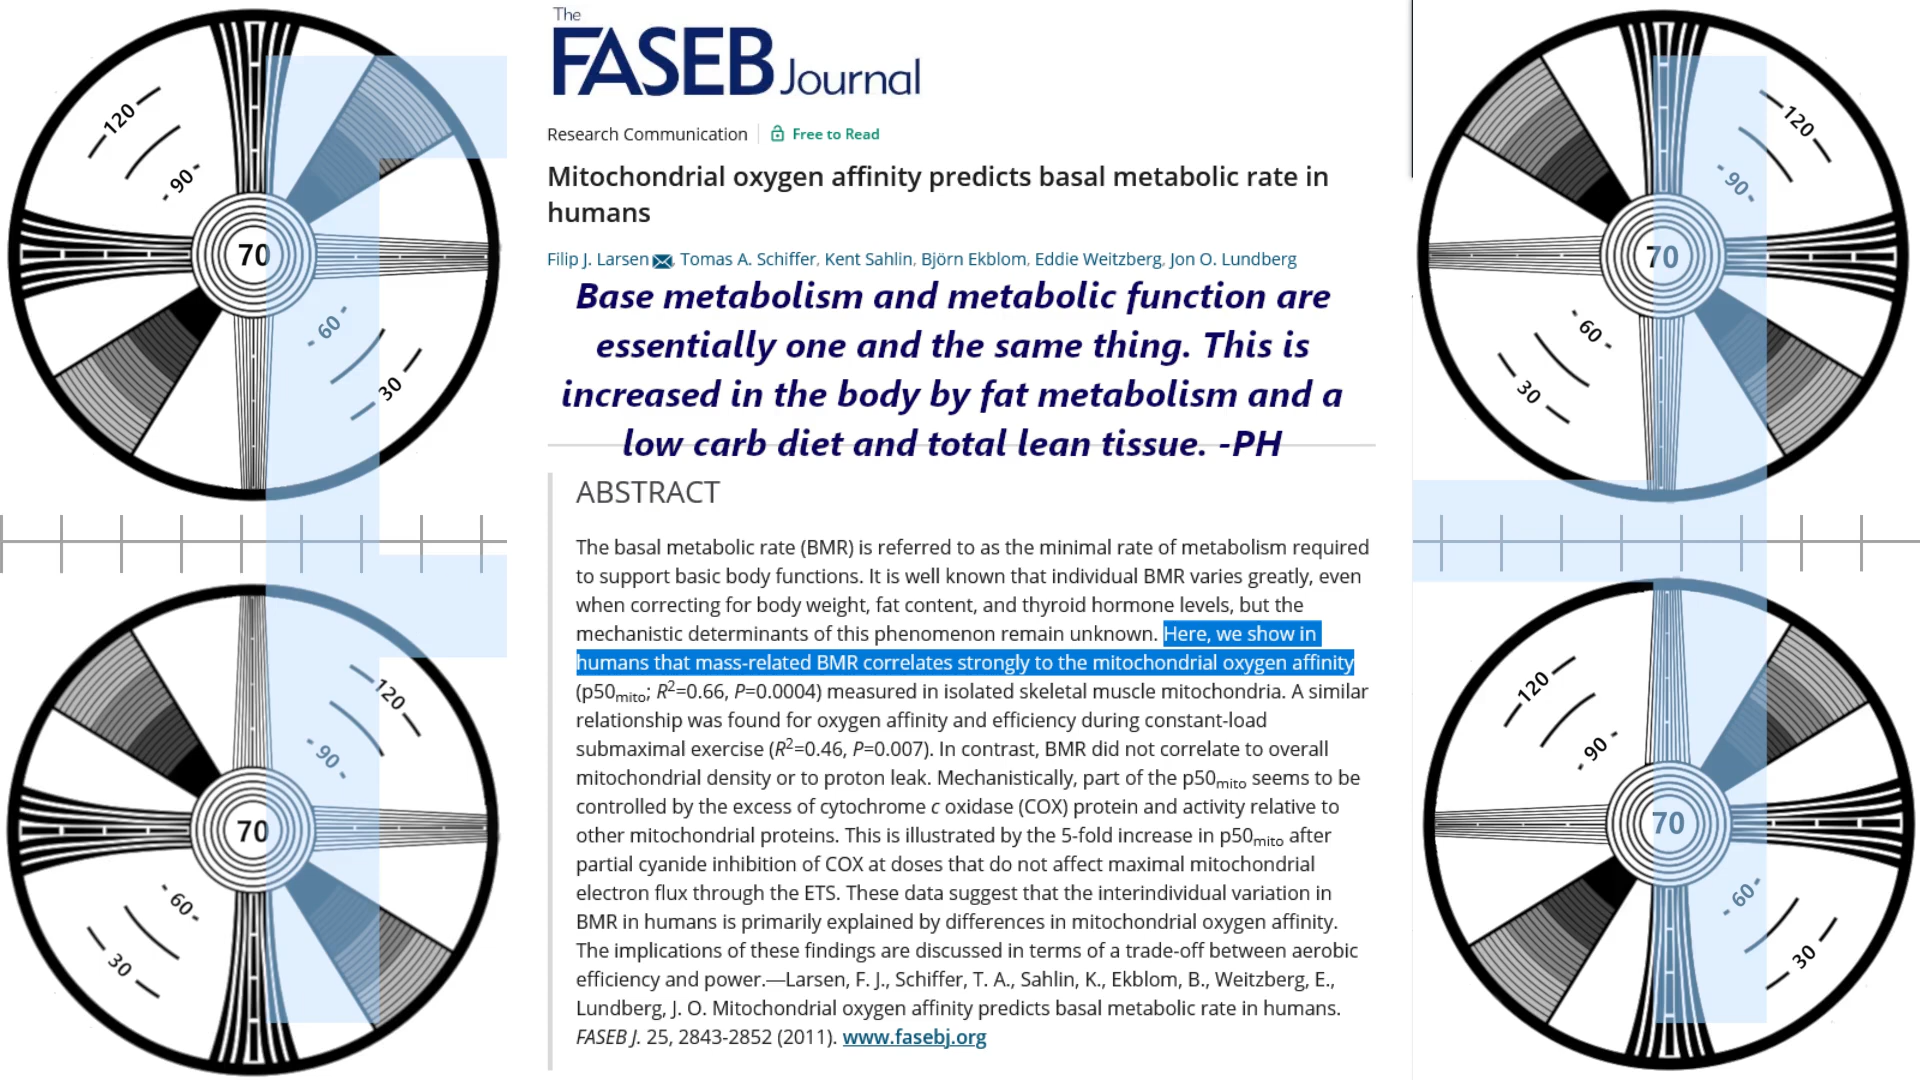 The
FASEB Journal
Research Communication Free to Read
Mitochondrial oxygen affinity predicts basal metabolic rate in
humans
Filip J. Larsen, Tomas A. Schiffer, Kent Sahlin, Björn Ekblom, Eddie Weitzberg, Jon O. Lundberg
Base metabolism and metabolic function are
essentially one and the same thing. This is
increased in the body by fat metabolism and a
low carb diet and total lean tissue. -PH
ABSTRACT
The basal metabolic rate (BMR) is referred to as the minimal rate of metabolism required
to support basic body functions. It is well known that individual BMR varies greatly, even
when correcting for body weight, fat content, and thyroid hormone levels, but the
mechanistic determinants of this phenomenon remain unknown. Here, we show in
humans that mass-related BMR correlates strongly to the mitochondrial oxygen affinity
(p50mito; R2=0.66, P=0.0004) measured in isolated skeletal muscle mitochondria. A similar
relationship was found for oxygen affinity and efficiency during constant-load
submaximal exercise (R2=0.46, P=0.007). In contrast, BMR did not correlate to overall
mitochondrial density or to proton leak. Mechanistically, part of the p50mito seems to be
controlled by the excess of cytochrome c oxidase (COX) protein and activity relative to
other mitochondrial proteins. This is illustrated by the 5-fold increase in p50mito after
partial cyanide inhibition of COX at doses that do not affect maximal mitochondrial
electron flux through the ETS. These data suggest that the interindividual variation in
BMR in humans is primarily explained by differences in mitochondrial oxygen affinity.
The implications of these findings are discussed in terms of a trade-off between aerobic
efficiency and power.—Larsen, F. J., Schiffer, T. A., Sahlin, K., Ekblom, B., Weitzberg, E.,
Lundberg, J. O. Mitochondrial oxygen affinity predicts basal metabolic rate in humans.
FASEB J. 25, 2843-2852 (2011). www.fasebj.org
120
90
70
60
30
120
90
70
60
30
120
90
70
60
30
120
90
70
60
30